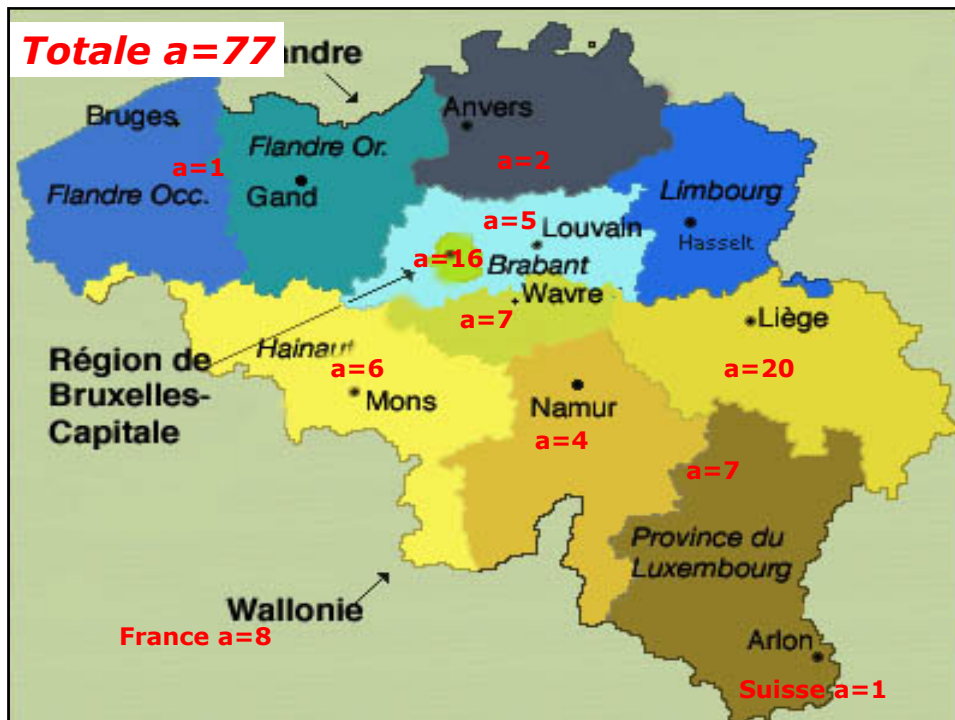 Totale a=77
andre
Bruges
Anvers
Flandre Or.
a=1
a=2
Flandre Occ.
Gand
Limbourg
a=5
Louvain
Hasselt
a=16
Brabant
Wavre
a=7
Liège
Région de
Bruxelles-
Capitale
Hainaut
a=6
a=20
Mons
Namur
a=4
a=7
Province du
Luxembourg
Wallonie
France a=8
Arlon
Suisse a=1